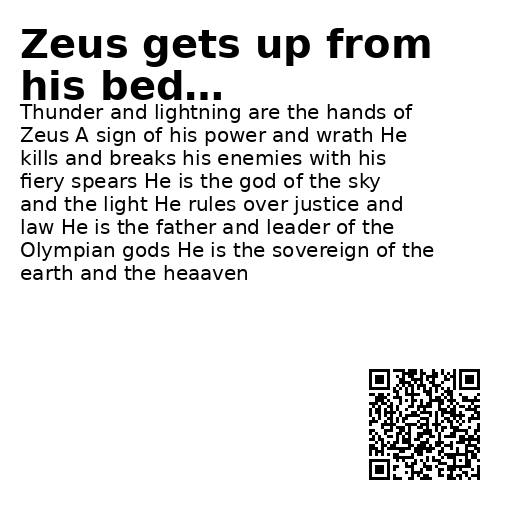 Zeus gets up from
his bed...
Thunder and lightning are the hands of
Zeus A sign of his power and wrath He
kills and breaks his enemies with his
fiery spears He is the god of the sky
and the light He rules over justice and
law He is the father and leader of the
Olympian gods He is the sovereign of the
earth and the heaaven